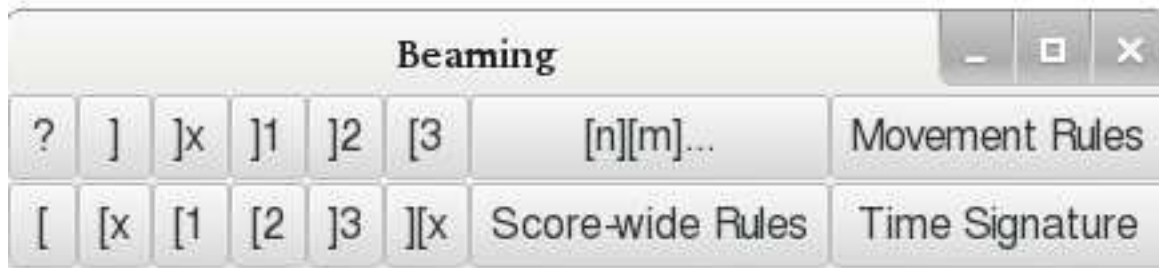 Beaming
? ] ]x ]1 ]2 [3 [n][m]... Movement Rules
[ [x [1 [2 ]3 ][x Score-wide Rules Time Signature